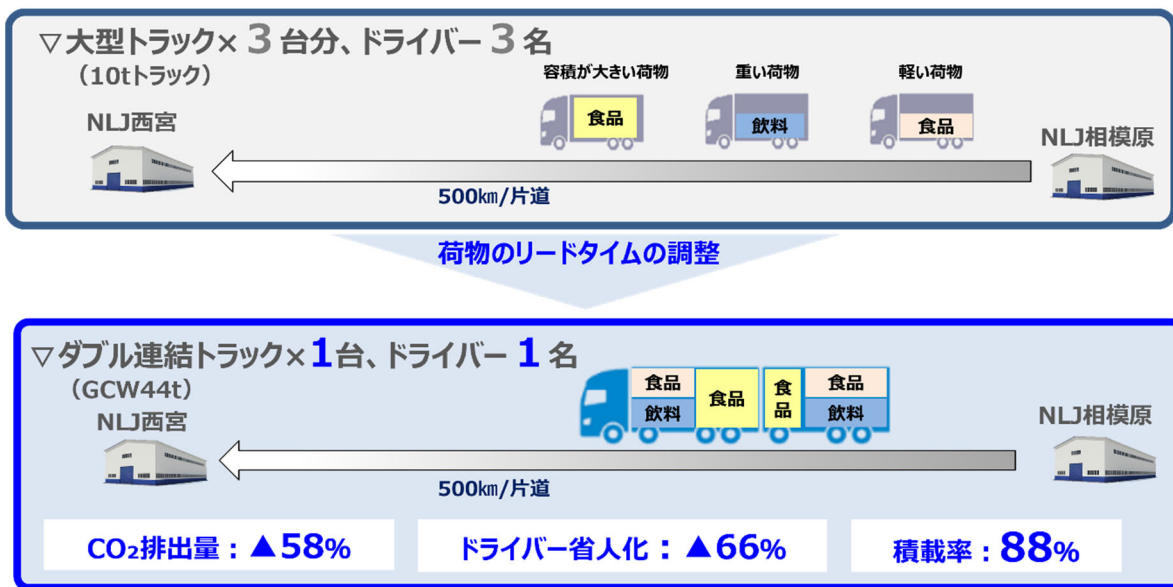 ▽大型トラック× 3 台分、ドライバー 3 名
(10tトラック)
容積が大きい荷物
重い荷物
軽い荷物
食品
飲料
食品
NLJ西宮
NLJ相模原
500㎞/片道
荷物のリードタイムの調整
▽ダブル連結トラック×1台、ドライバー 1 名
(GCW44t)
食品
飲料
食品
食品
食品
飲料
NLJ西宮
NLJ相模原
500㎞/片道
CO₂排出量：▲58%
ドライバー省人化：▲66%
積載率：88%